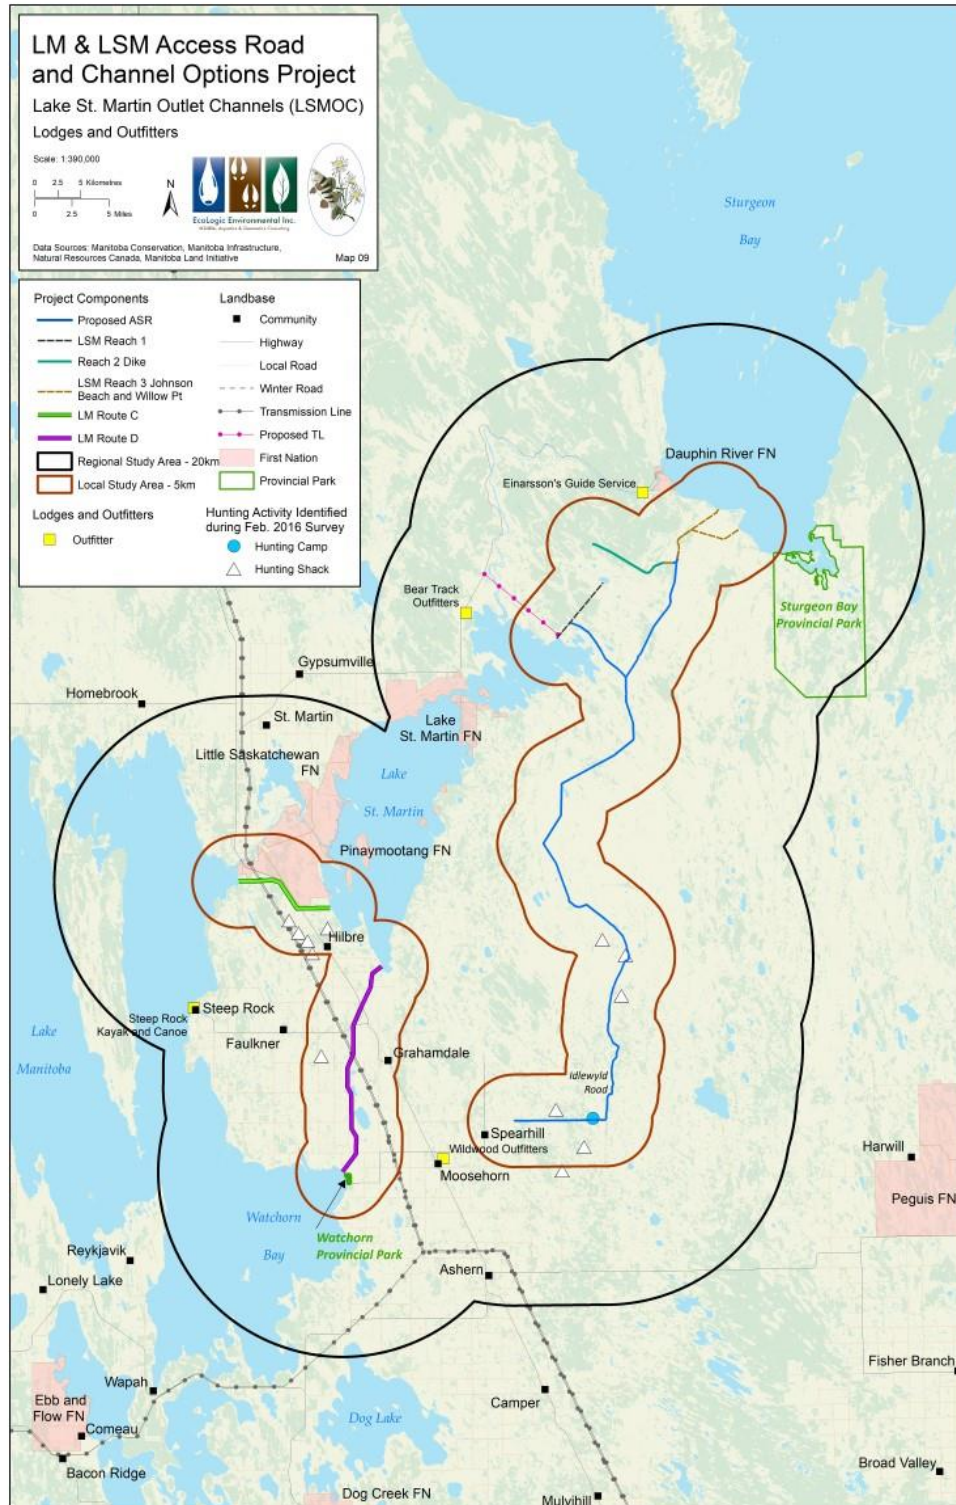 LM & LSM Access Road
and Channel Options Project
Lake St. Martin Outlet Channels (LSMOC)
Lodges and Outfitters
Scale: 1:390,000
0 2.5 5 Kilometres
0 2.5 5 Miles
N
EcoLogic Environmental Inc.
Data Sources: Manitoba Conservation, Manitoba Infrastructure,
Natural Resources Canada, Manitoba Land Initiative
Map 09
Project Components
Proposed ASR
LSM Reach 1
Reach 2 Dike
LSM Reach 3 Johnson
Beach and Willow Pt
LM Route C
LM Route D
Regional Study Area - 20km
Local Study Area - 5km
Lodges and Outfitters
Outfitter
Landbase
Community
Highway
Local Road
Winter Road
Transmission Line
Proposed TL
First Nation
Provincial Park
Hunting Activity Identified
during Feb. 2016 Survey
Hunting Camp
Hunting Shack
Sturgeon
Bay
Dauphin River FN
Einarsson's Guide Service
Bear Track
Outfitters
Sturgeon Bay
Provincial Park
Gypsumville
Homebrook
St. Martin
Lake
St. Martin FN
Little Saskatchewan
FN
Lake
St. Martin
Pinaymootang FN
Hilbre
Steep Rock
Steep Rock
Kayak and Canoe
Faulkner
Lake
Manitoba
Grahamdale
Idlewyld
Road
Spearhill
Wildwood Outfitters
Moosehorn
Harwill
Peguis FN
Watchorn
Bay
Watchorn
Provincial Park
Reykjavik
Lonely Lake
Ashern
Fisher Branch
Wapah
Ebb and
Flow FN
Comeau
Bacon Ridge
Camper
Dog Lake
Broad Valley
Dog Creek FN
Mulvihill